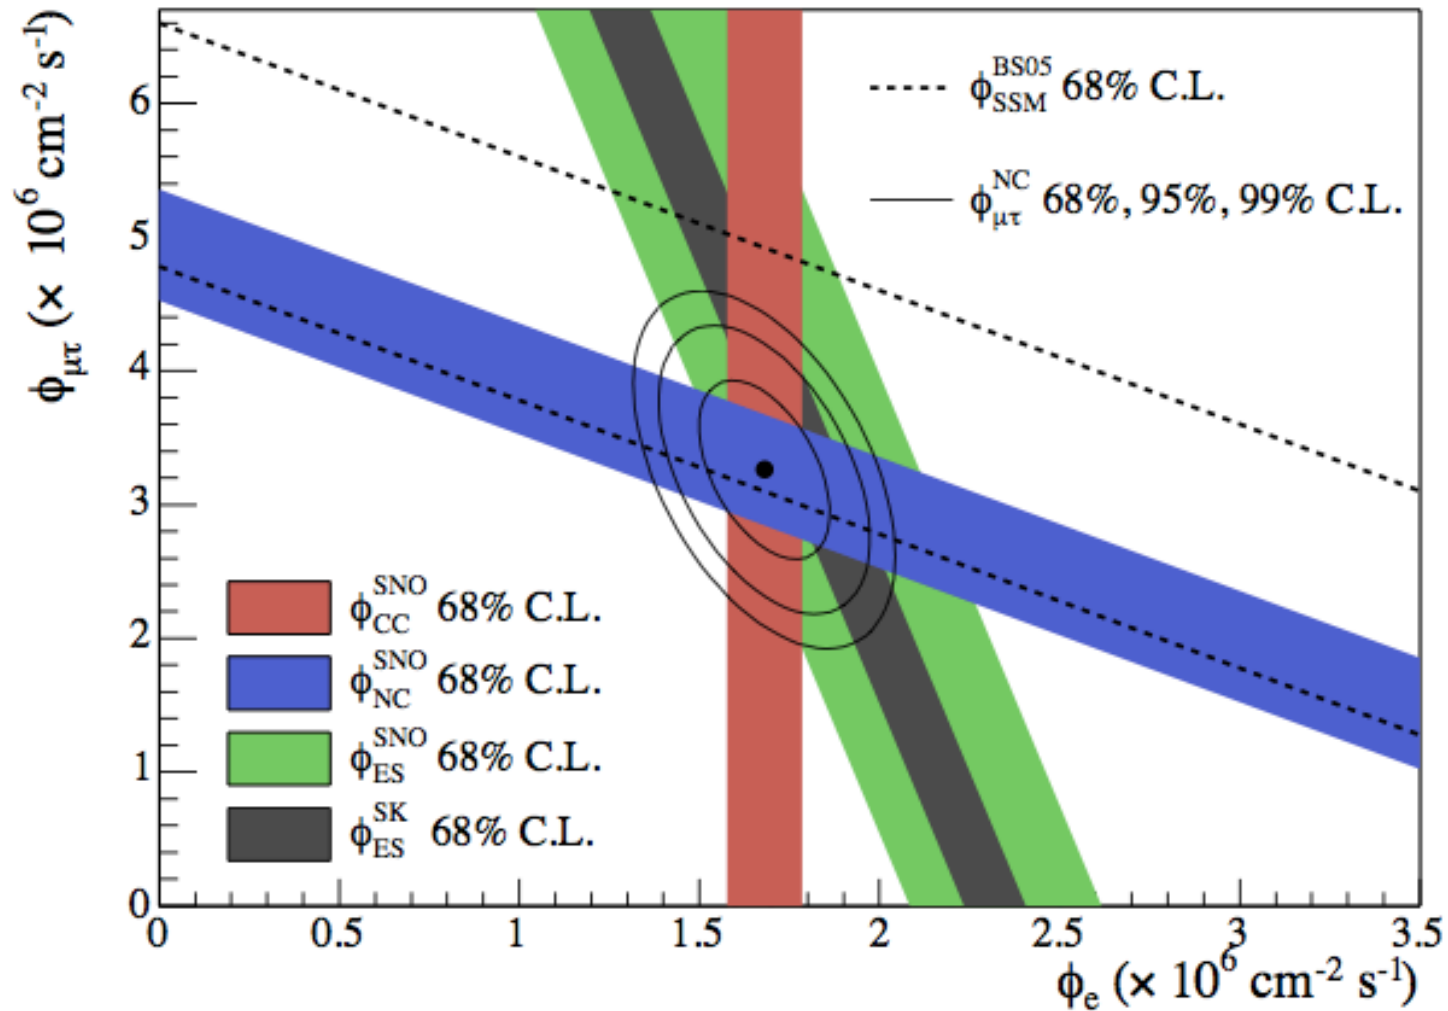 ϕ_μτ (× 10^6 cm^-2 s^-1)
6
5
4
3
2
1
0
ϕ_SSM^BS05 68% C.L.
ϕ_μτ^NC 68%, 95%, 99% C.L.
ϕ_CC^SNO 68% C.L.
ϕ_NC^SNO 68% C.L.
ϕ_ES^SNO 68% C.L.
ϕ_ES^SK 68% C.L.
0 0.5 1 1.5 2 2.5 3 3.5
ϕ_e (× 10^6 cm^-2 s^-1)